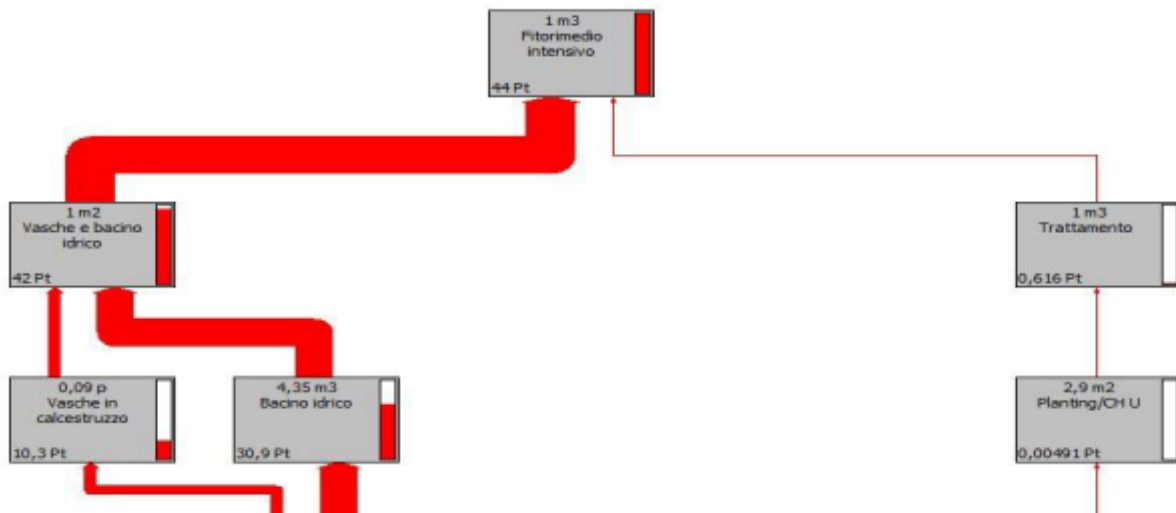 1 m3
Fitorimedio
intensivo
44 Pt
1 m2
Vasche e bacino
idrico
42 Pt
1 m3
Trattamento
0,616 Pt
0,09 p
Vasche in
calcestruzzo
10,3 Pt
4,35 m3
Bacino idrico
30,9 Pt
2,9 m2
Planting/CH U
0,00491 Pt